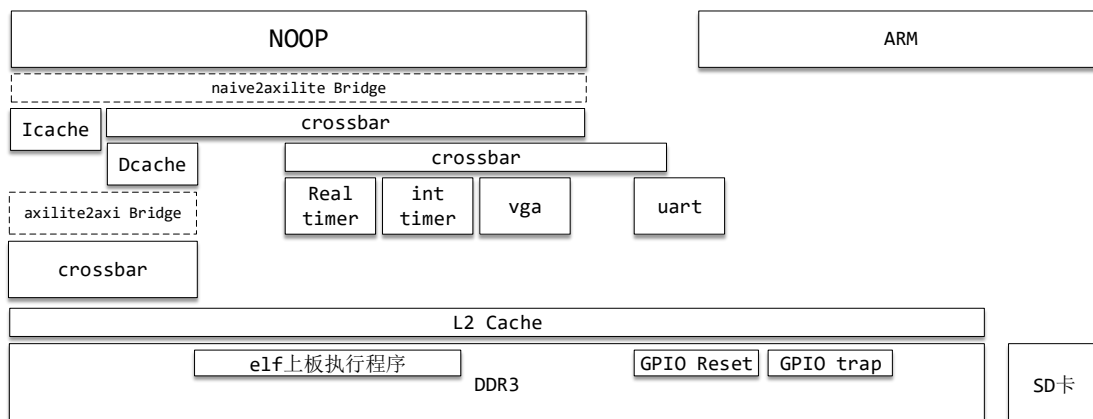 NOOP
ARM
naive2axilite Bridge
Icache
crossbar
Dcache
crossbar
Real
timer
int
timer
vga
uart
axilite2axi Bridge
crossbar
L2 Cache
elf上板执行程序
GPIO Reset
GPIO trap
DDR3
SD卡